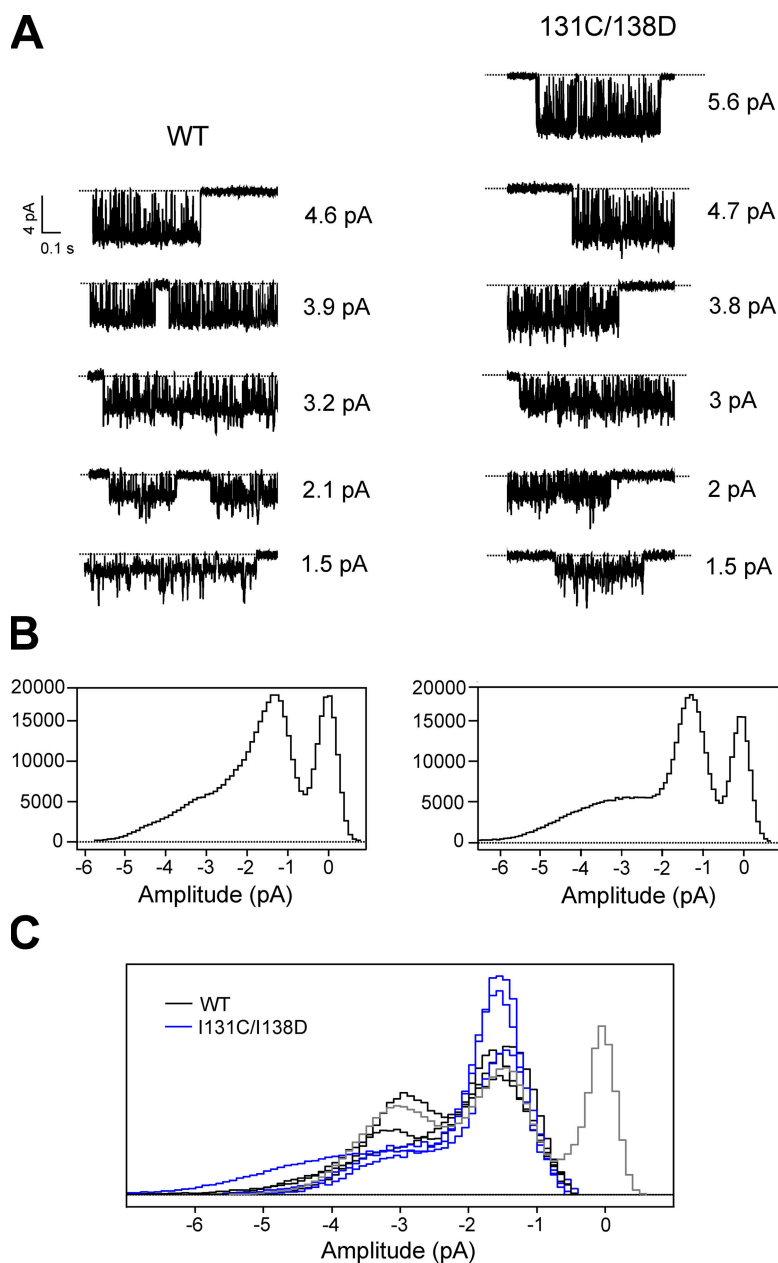 A
131C/138D
WT
5.6 pA
4 pA
0.1 s
4.6 pA
4.7 pA
3.9 pA
3.8 pA
3.2 pA
3 pA
2.1 pA
2 pA
1.5 pA
1.5 pA
B
20000
15000
10000
5000
0
-6 -5 -4 -3 -2 -1 0
Amplitude (pA)
20000
15000
10000
5000
0
-6 -5 -4 -3 -2 -1 0
Amplitude (pA)
C
WT
I131C/I138D
-6 -5 -4 -3 -2 -1 0
Amplitude (pA)